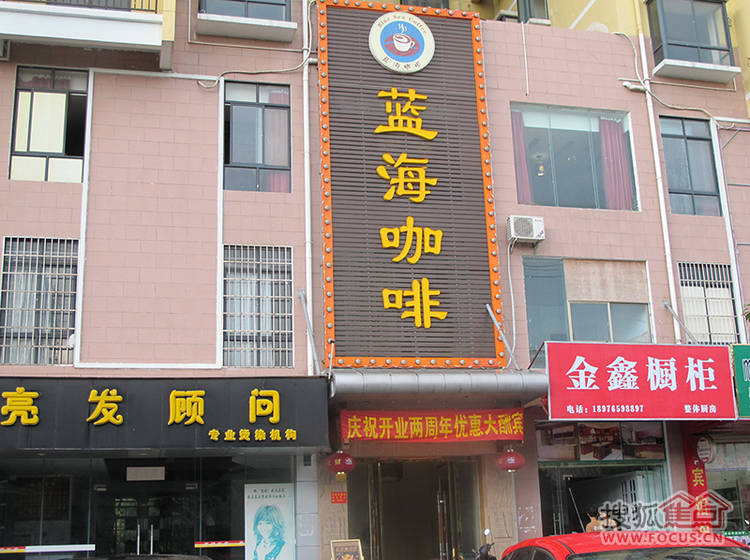 Blue Sea Coffee
蓝海咖啡
蓝海咖啡
亮发顾问
专业烫染机构
庆祝开业两周年优惠大酬宾
金鑫橱柜
电话:18976598897
整体厨房
搜狐焦点
WWW.FOCUS.CN